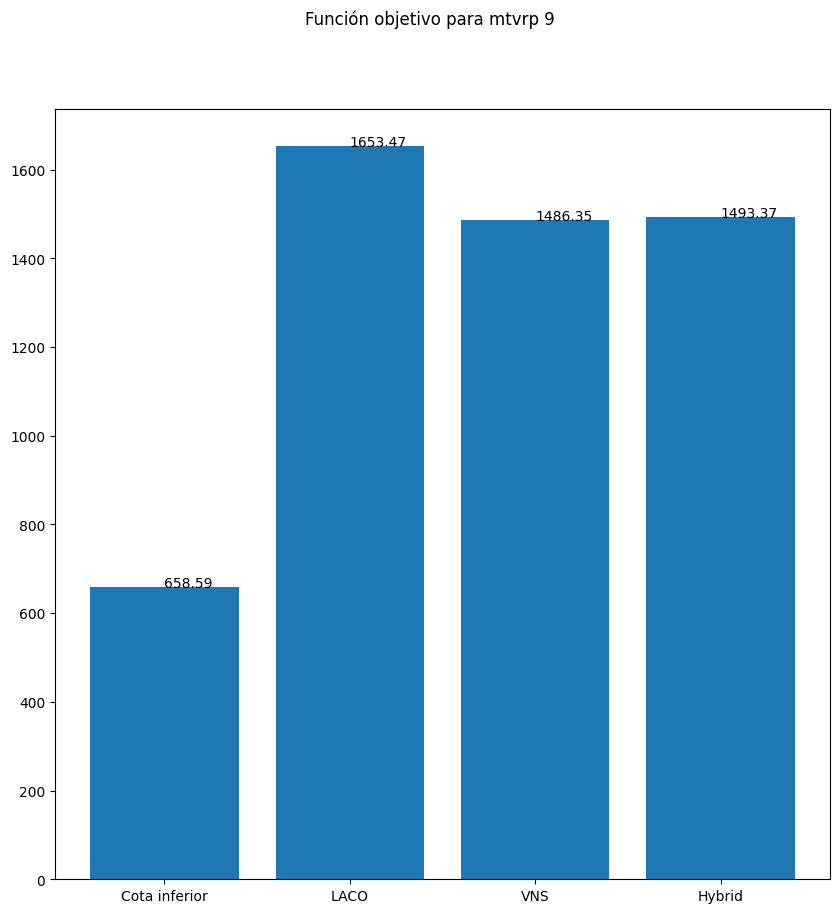 Función objetivo para mtvrp 9
1600
1400
1200
1000
800
600
400
200
0
1653.47
1486.35
1493.37
658.59
Cota inferior
LACO
VNS
Hybrid